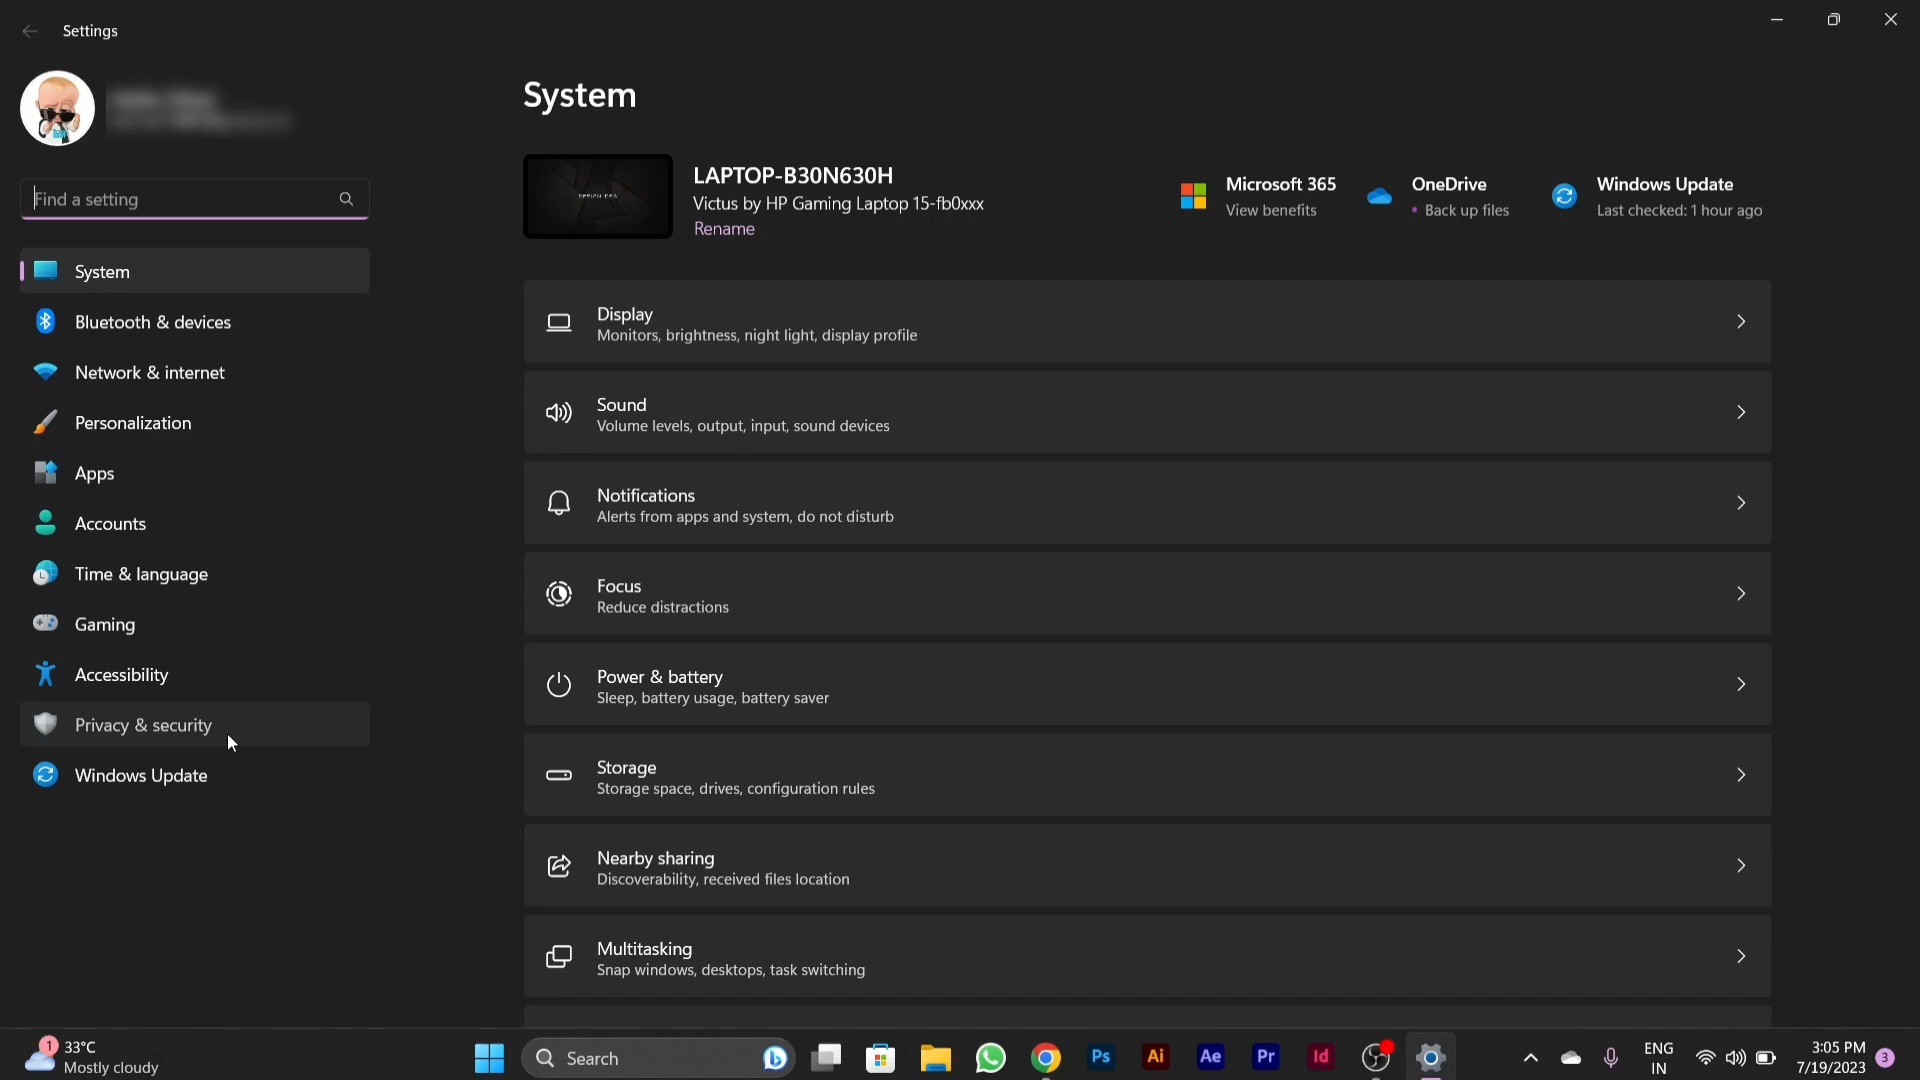 Settings
Find a setting
System
Bluetooth & devices
Network & internet
Personalization
Apps
Accounts
Time & language
Gaming
Accessibility
Privacy & security
Windows Update
System
LAPTOP-B30N630H
Victus by HP Gaming Laptop 15-fb0xxx
Rename
Microsoft 365
View benefits
OneDrive
• Back up files
Windows Update
Last checked: 1 hour ago
Display
Monitors, brightness, night light, display profile
Sound
Volume levels, output, input, sound devices
Notifications
Alerts from apps and system, do not disturb
Focus
Reduce distractions
Power & battery
Sleep, battery usage, battery saver
Storage
Storage space, drives, configuration rules
Nearby sharing
Discoverability, received files location
Multitasking
Snap windows, desktops, task switching
1
33°C
Mostly cloudy
Search
Ps
Ai
Ae
Pr
Id
ENG
IN
3:05 PM
7/19/2023
3